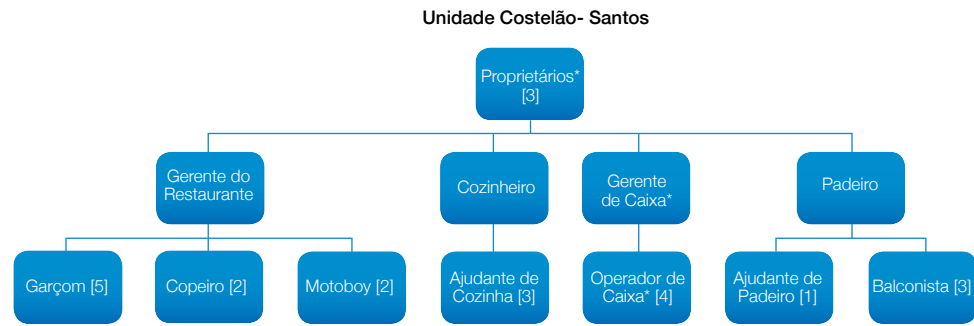 Unidade Costelão- Santos
Proprietários*
[3]
Gerente do
Restaurante
Cozinheiro
Gerente
de Caixa*
Padeiro
Garçom [5]
Copeiro [2]
Motoboy [2]
Ajudante de
Cozinha [3]
Operador de
Caixa* [4]
Ajudante de
Padeiro [1]
Balconista [3]